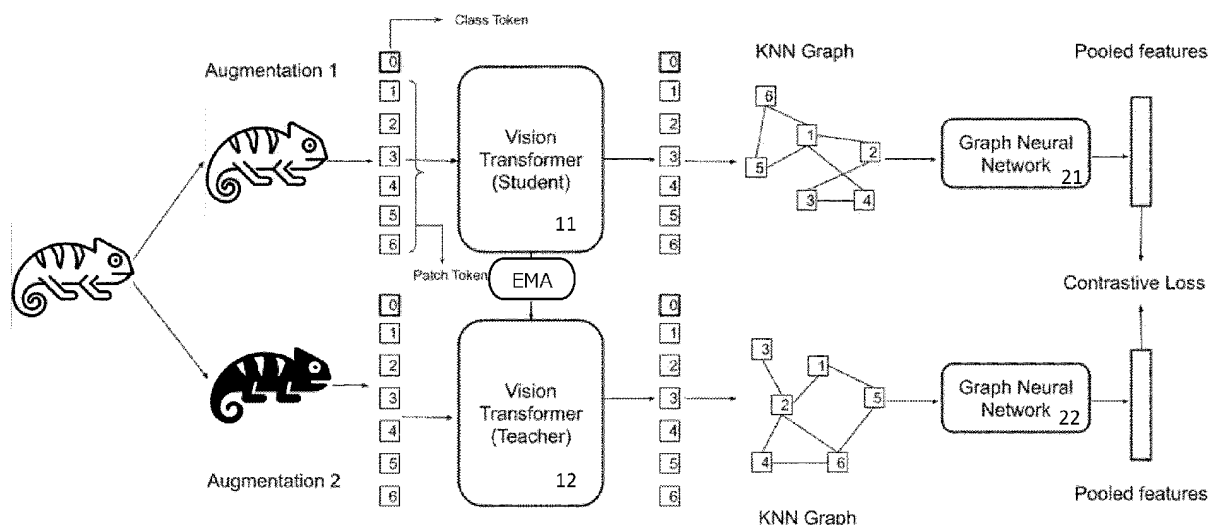 Class Token
Augmentation 1
0
1
2
3
4
5
6
Patch Token
Vision
Transformer
(Student)
11
EMA
0
1
2
3
4
5
6
KNN Graph
6
1
2
5
3
4
Graph Neural
Network
21
Pooled features
Contrastive Loss
Augmentation 2
0
1
2
3
4
5
6
Vision
Transformer
(Teacher)
12
0
1
2
3
4
5
6
3
1
2
5
4
6
KNN Graph
Graph Neural
Network
22
Pooled features